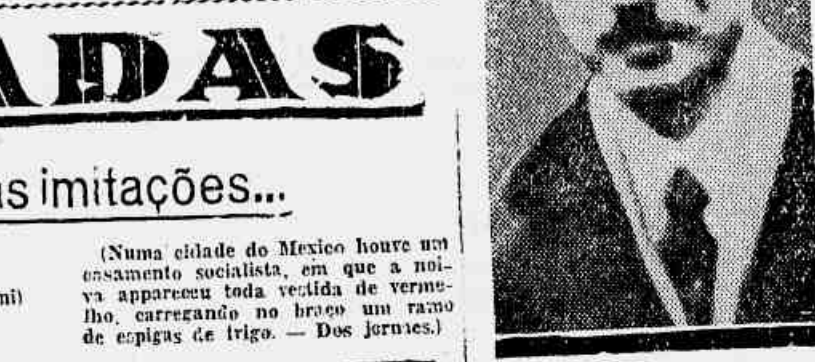 ADAS
s imitações...
(Numa cidade do Mexico houve um
casamento socialista, em que a noi-
va appareceu toda vestida de verme-
lho, carregando no braço um ramo
de espigas de trigo. — Dos jornaes.)
ni)